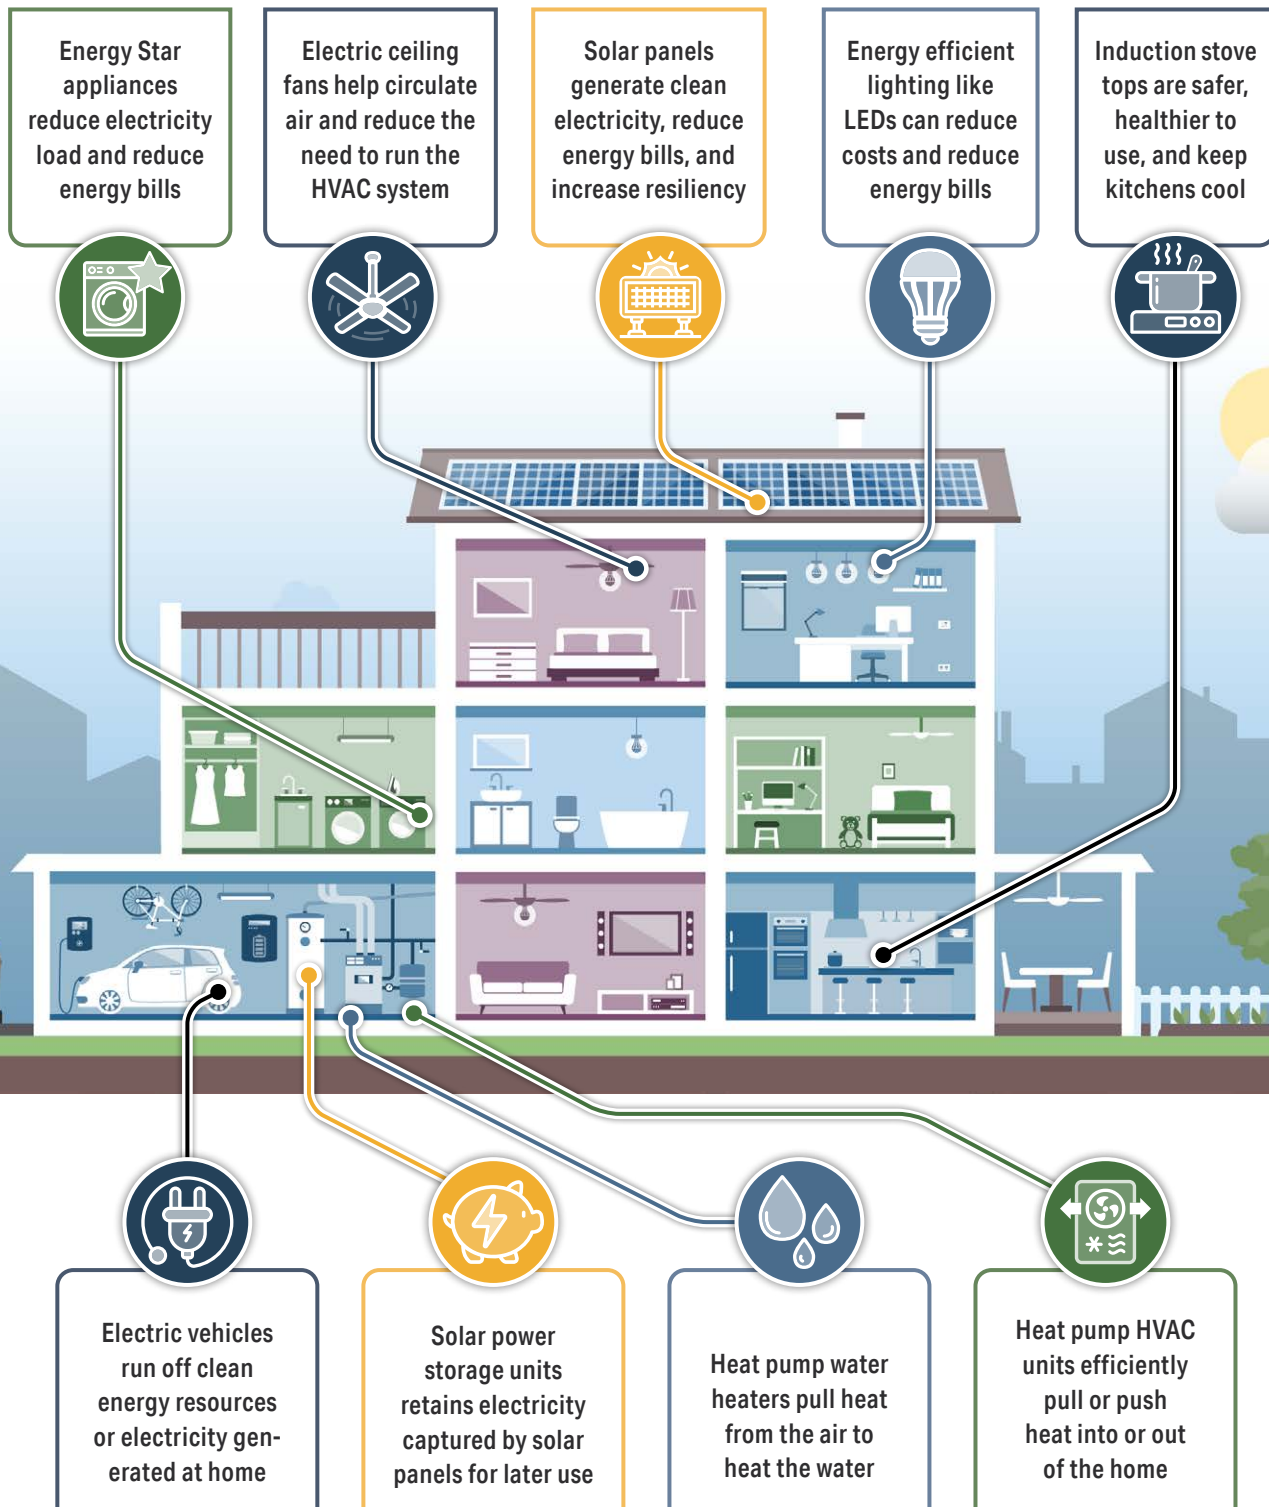 Energy Star
appliances
reduce electricity
load and reduce
energy bills
Electric ceiling
fans help circulate
air and reduce the
need to run the
HVAC system
Solar panels
generate clean
electricity, reduce
energy bills, and
increase resiliency
Energy efficient
lighting like
LEDs can reduce
costs and reduce
energy bills
Induction stove
tops are safer,
healthier to
use, and keep
kitchens cool
Electric vehicles
run off clean
energy resources
or electricity gen-
erated at home
Solar power
storage units
retains electricity
captured by solar
panels for later use
Heat pump water
heaters pull heat
from the air to
heat the water
Heat pump HVAC
units efficiently
pull or push
heat into or out
of the home